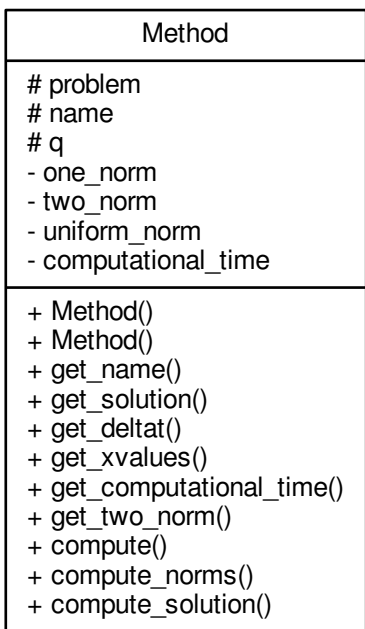 Method
# problem
# name
# q
- one_norm
- two_norm
- uniform_norm
- computational_time
+ Method()
+ Method()
+ get_name()
+ get_solution()
+ get_deltat()
+ get_xvalues()
+ get_computational_time()
+ get_two_norm()
+ compute()
+ compute_norms()
+ compute_solution()